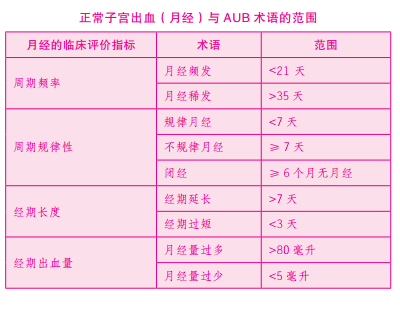 正常子宫出血（月经）与 AUB 术语的范围
月经的临床评价指标 术语 范围
周期频率 月经频发 <21 天
月经稀发 >35 天
周期规律性 规律月经 <7 天
不规律月经 ≥ 7 天
闭经 ≥ 6 个月无月经
经期长度 经期延长 >7 天
经期过短 <3 天
经期出血量 月经量过多 >80 毫升
月经量过少 <5 毫升